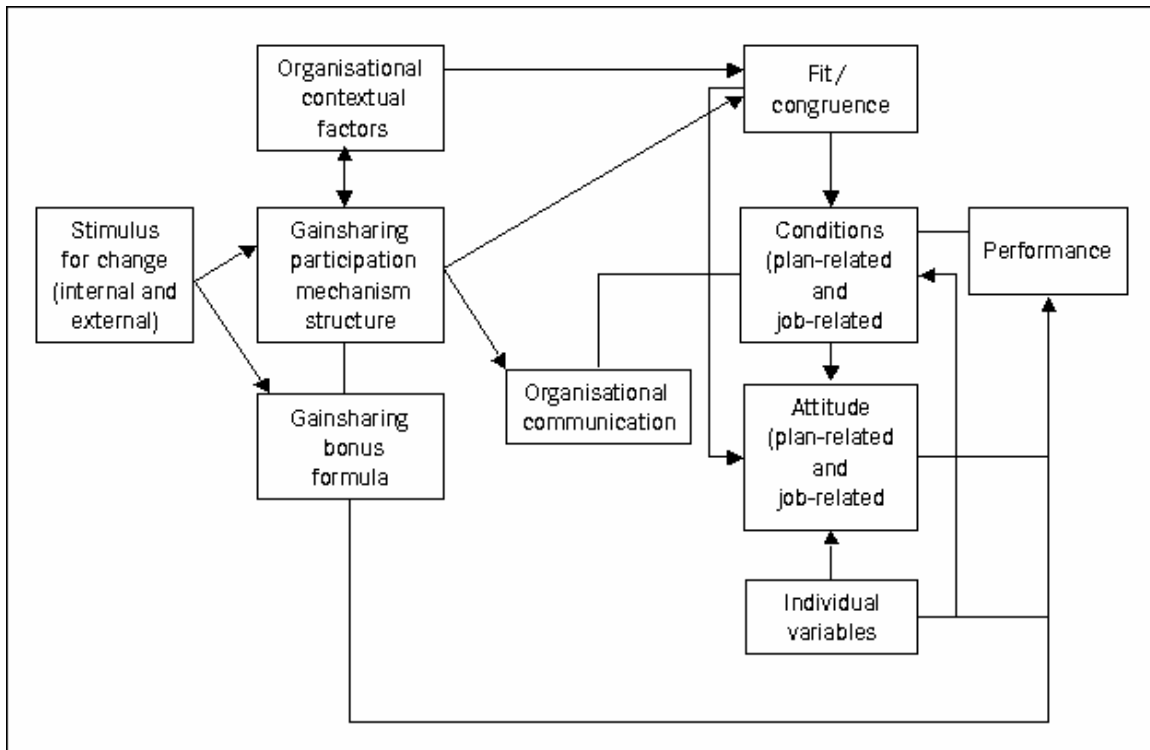 Organisational
contextual
factors
Fit/
congruence
Stimulus
for change
(internal and
external)
Gainsharing
participation
mechanism
structure
Conditions
(plan-related
and
job-related
Performance
Organisational
communication
Gainsharing
bonus
formula
Attitude
(plan-related
and
job-related
Individual
variables